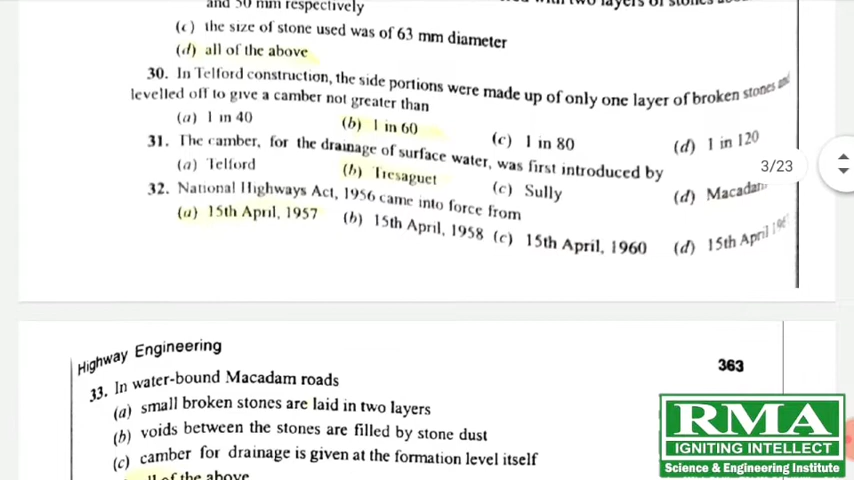 and 50 mm respectively
layers of stones
(c) the size of stone used was of 63 mm diameter
(d) all of the above
30. In Telford construction, the side portions were made up of only one layer of broken stones and
levelled off to give a camber not greater than
(a) 1 in 40 (b) 1 in 60 (c) 1 in 80 (d) 1 in 120
31. The camber, for the drainage of surface water, was first introduced by
(a) Telford (b) Tresaguet (c) Sully (d) Macadam
32. National Highways Act, 1956 came into force from
(a) 15th April, 1957 (b) 15th April, 1958 (c) 15th April, 1960 (d) 15th April
3/23
Highway Engineering 363
33. In water-bound Macadam roads
(a) small broken stones are laid in two layers
(b) voids between the stones are filled by stone dust
(c) camber for drainage is given at the formation level itself
of the above
RMA
IGNITING INTELLECT
Science & Engineering Institute